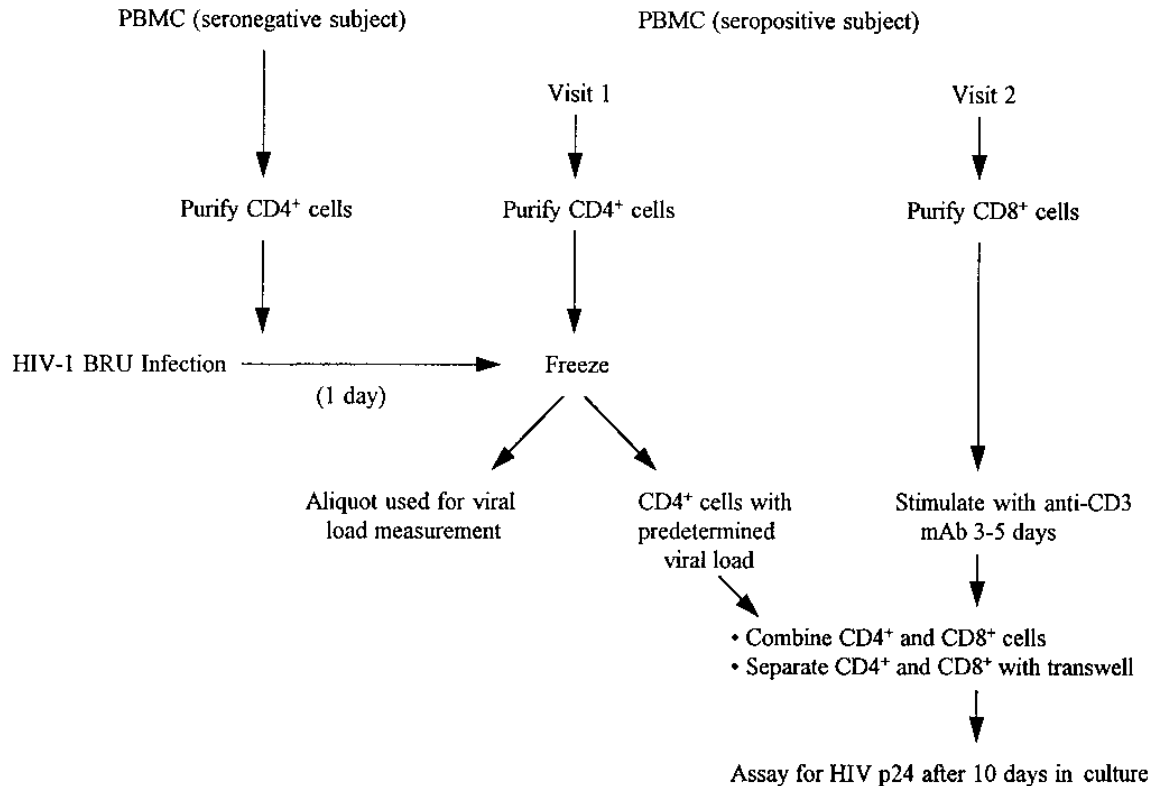 PBMC (seronegative subject)
PBMC (seropositive subject)
Visit 1
Visit 2
Purify CD4⁺ cells
Purify CD4⁺ cells
Purify CD8⁺ cells
HIV-1 BRU Infection
(1 day)
Freeze
Aliquot used for viral
load measurement
CD4⁺ cells with
predetermined
viral load
Stimulate with anti-CD3
mAb 3-5 days
• Combine CD4⁺ and CD8⁺ cells
• Separate CD4⁺ and CD8⁺ with transwell
Assay for HIV p24 after 10 days in culture